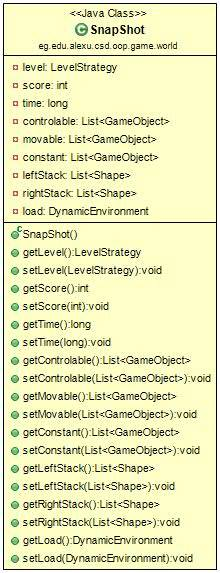 <<Java Class>>
SnapShot
eg.edu.alexu.csd.oop.game.world
level: LevelStrategy
score: int
time: long
controlable: List<GameObject>
movable: List<GameObject>
constant: List<GameObject>
leftStack: List<Shape>
rightStack: List<Shape>
load: DynamicEnvironment
SnapShot()
getLevel():LevelStrategy
setLevel(LevelStrategy):void
getScore():int
setScore(int):void
getTime():long
setTime(long):void
getControlable():List<GameObject>
setControlable(List<GameObject>):void
getMovable():List<GameObject>
setMovable(List<GameObject>):void
getConstant():List<GameObject>
setConstant(List<GameObject>):void
getLeftStack():List<Shape>
setLeftStack(List<Shape>):void
getRightStack():List<Shape>
setRightStack(List<Shape>):void
getLoad():DynamicEnvironment
setLoad(DynamicEnvironment):void